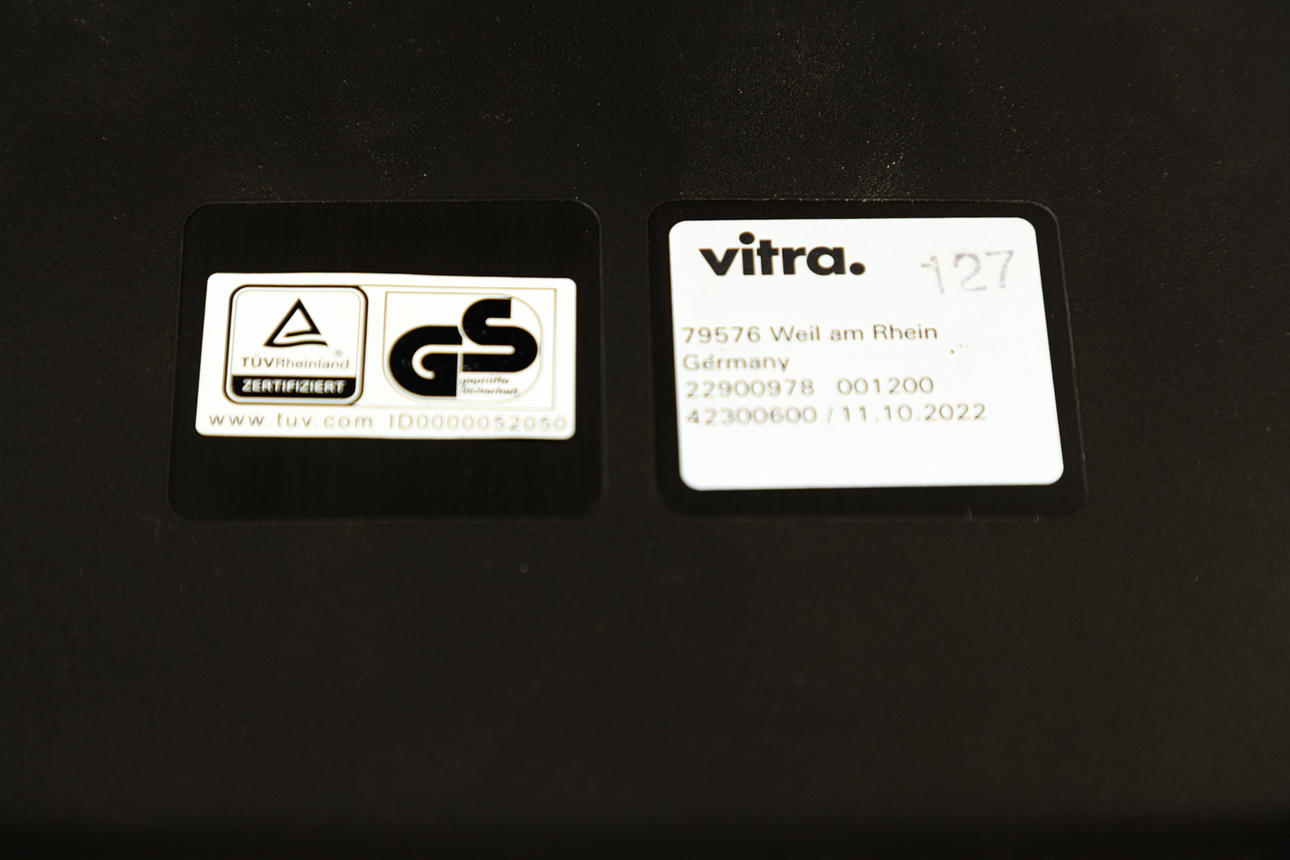 TÜVRheinland®
ZERTIFIZIERT
GS
geprüfte
Sicherheit
www.tuv.com ID0000052050
vitra.
127
79576 Weil am Rhein
Germany
22900978 001200
42300600 / 11.10.2022